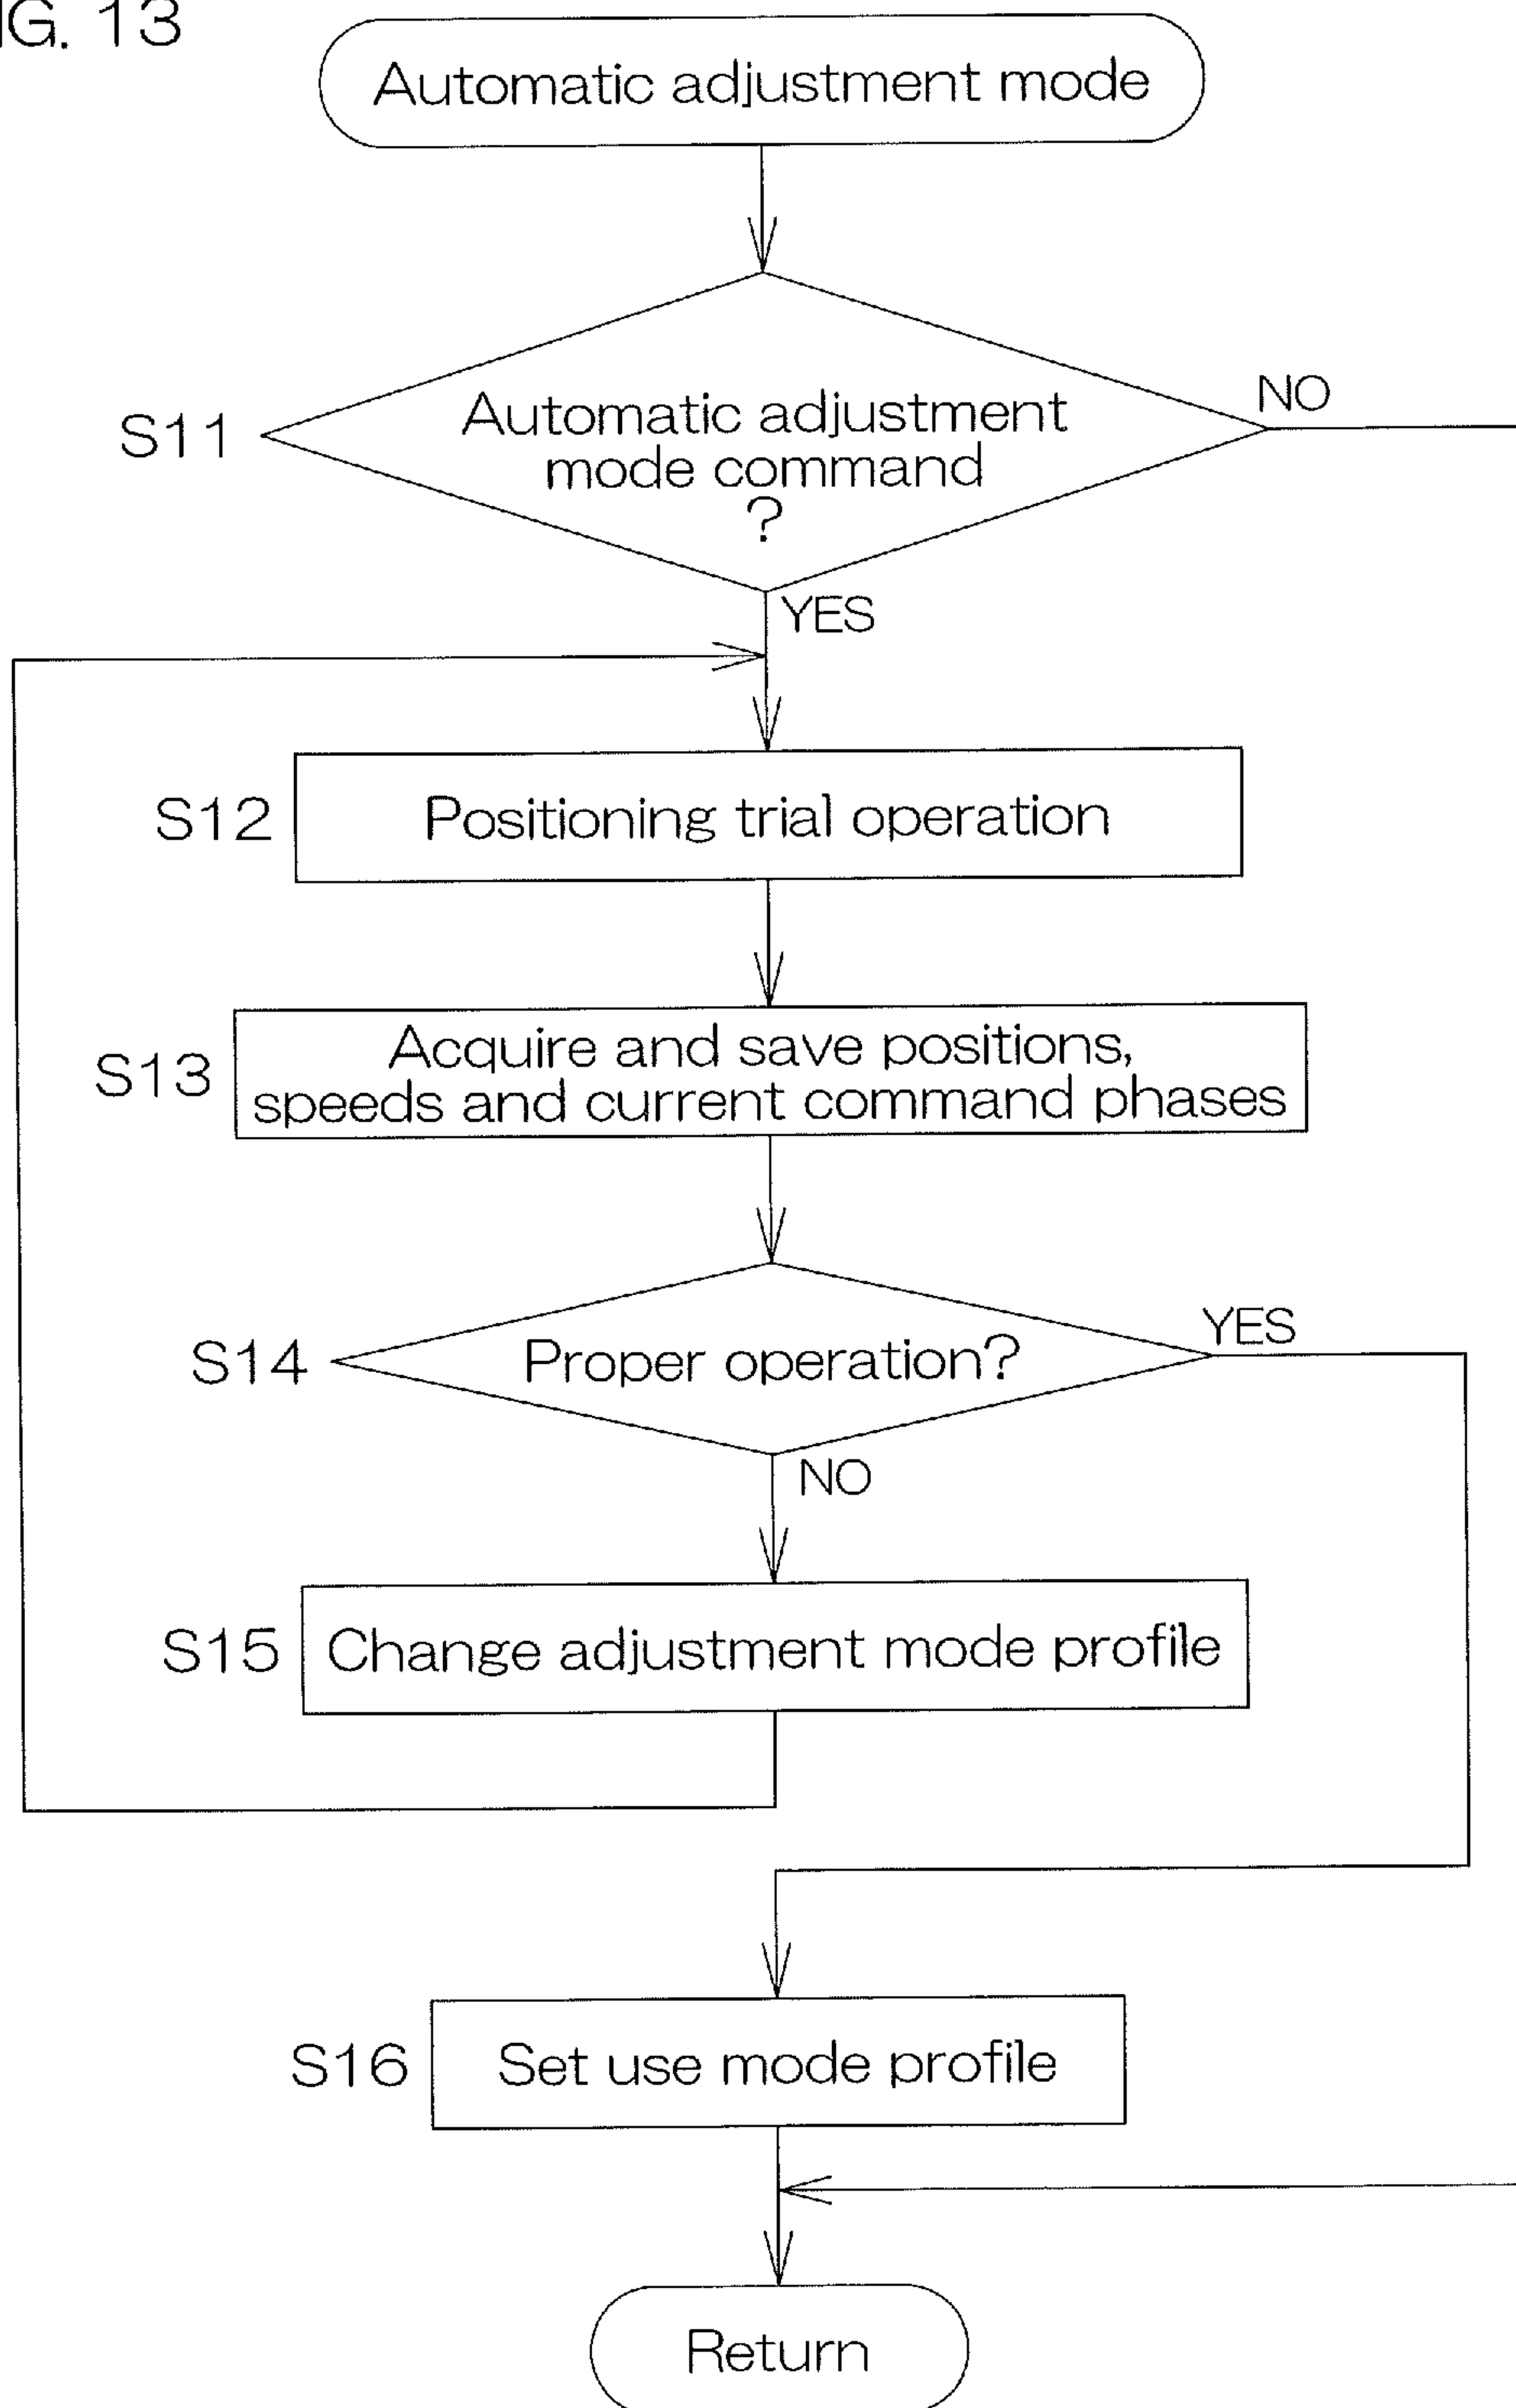 G. 13
Automatic adjustment mode
S11
Automatic adjustment
mode command
?
NO
YES
S12
Positioning trial operation
S13
Acquire and save positions,
speeds and current command phases
S14
Proper operation?
YES
NO
S15
Change adjustment mode profile
S16
Set use mode profile
Return